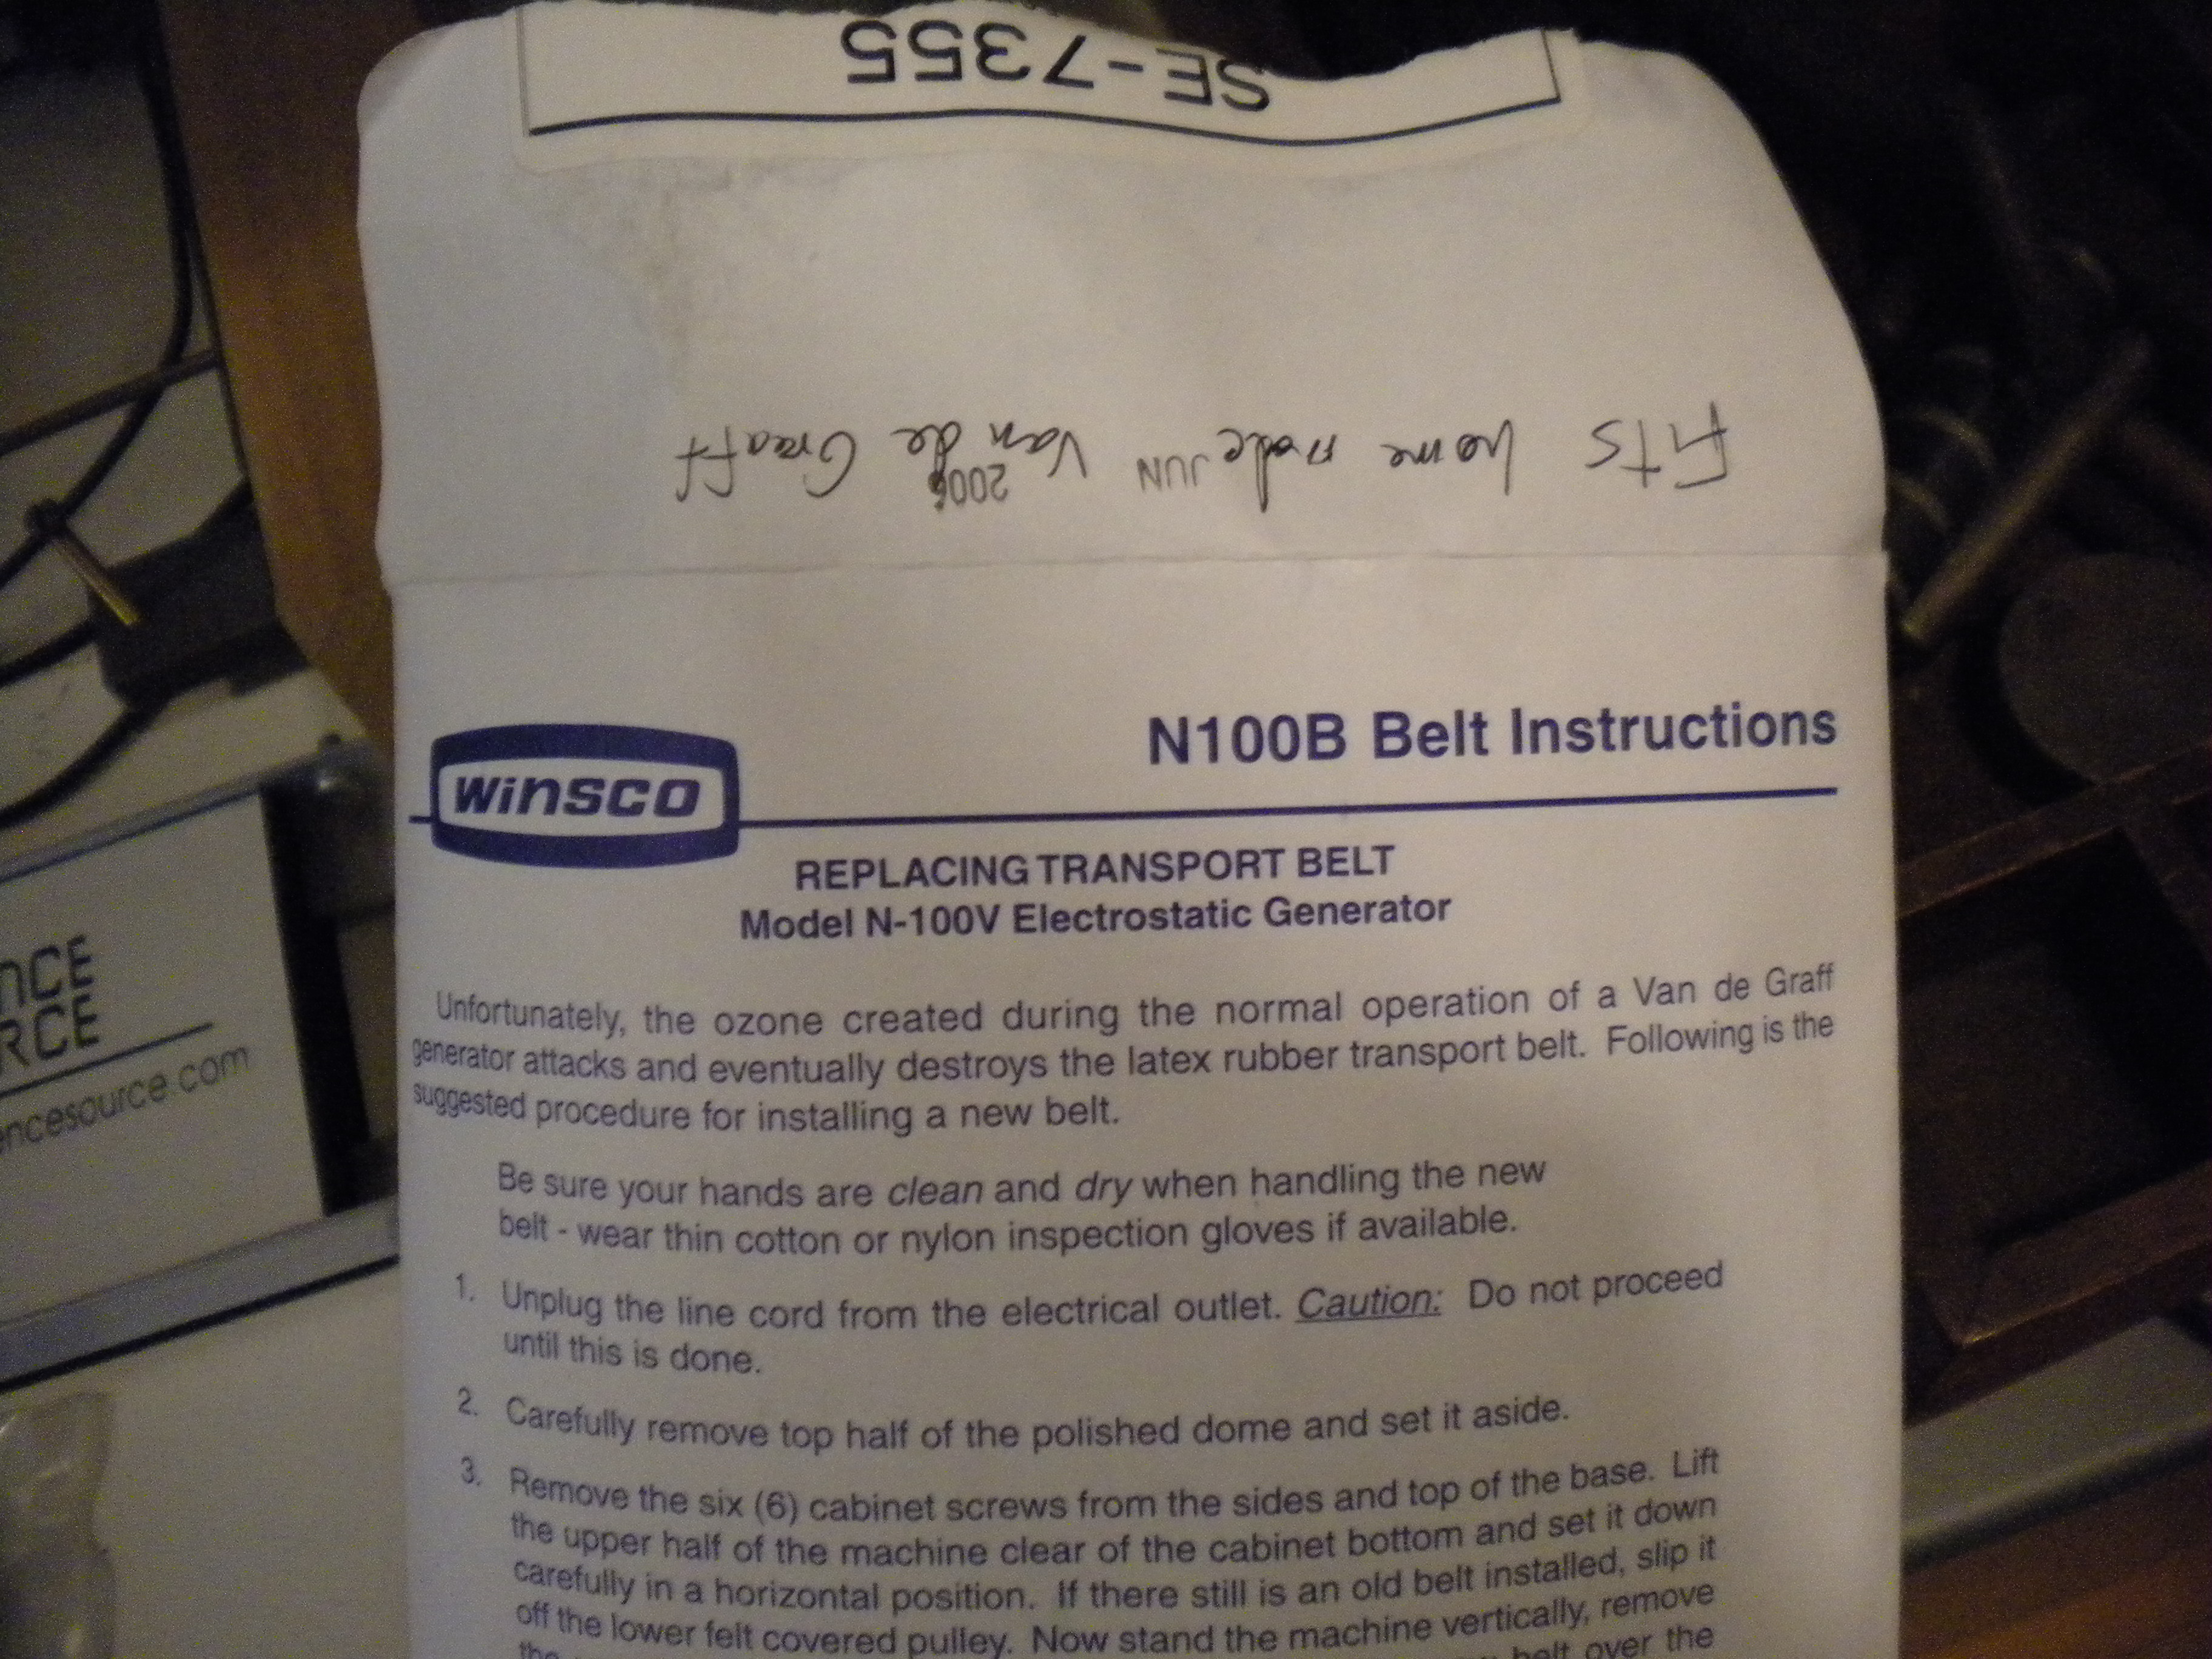 SE-7355
Fits home made Van de Graaff
JUN 2006
Winsco
N100B Belt Instructions
REPLACING TRANSPORT BELT
Model N-100V Electrostatic Generator
Unfortunately, the ozone created during the normal operation of a Van de Graff
generator attacks and eventually destroys the latex rubber transport belt. Following is the
suggested procedure for installing a new belt.
Be sure your hands are clean and dry when handling the new
belt - wear thin cotton or nylon inspection gloves if available.
1. Unplug the line cord from the electrical outlet. Caution: Do not proceed
until this is done.
2. Carefully remove top half of the polished dome and set it aside.
3. Remove the six (6) cabinet screws from the sides and top of the base. Lift
the upper half of the machine clear of the cabinet bottom and set it down
carefully in a horizontal position. If there still is an old belt installed, slip it
off the lower felt covered pulley. Now stand the machine vertically, remove
the belt over the
NCE
RCE
encesource.com